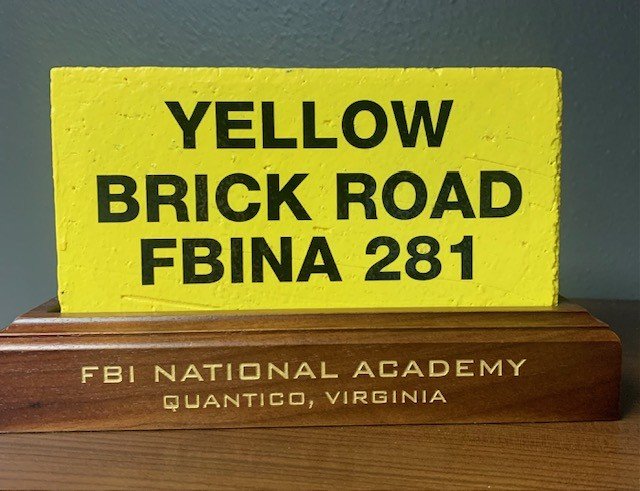 YELLOW
BRICK ROAD
FBINA 281
FBI NATIONAL ACADEMY
QUANTICO, VIRGINIA